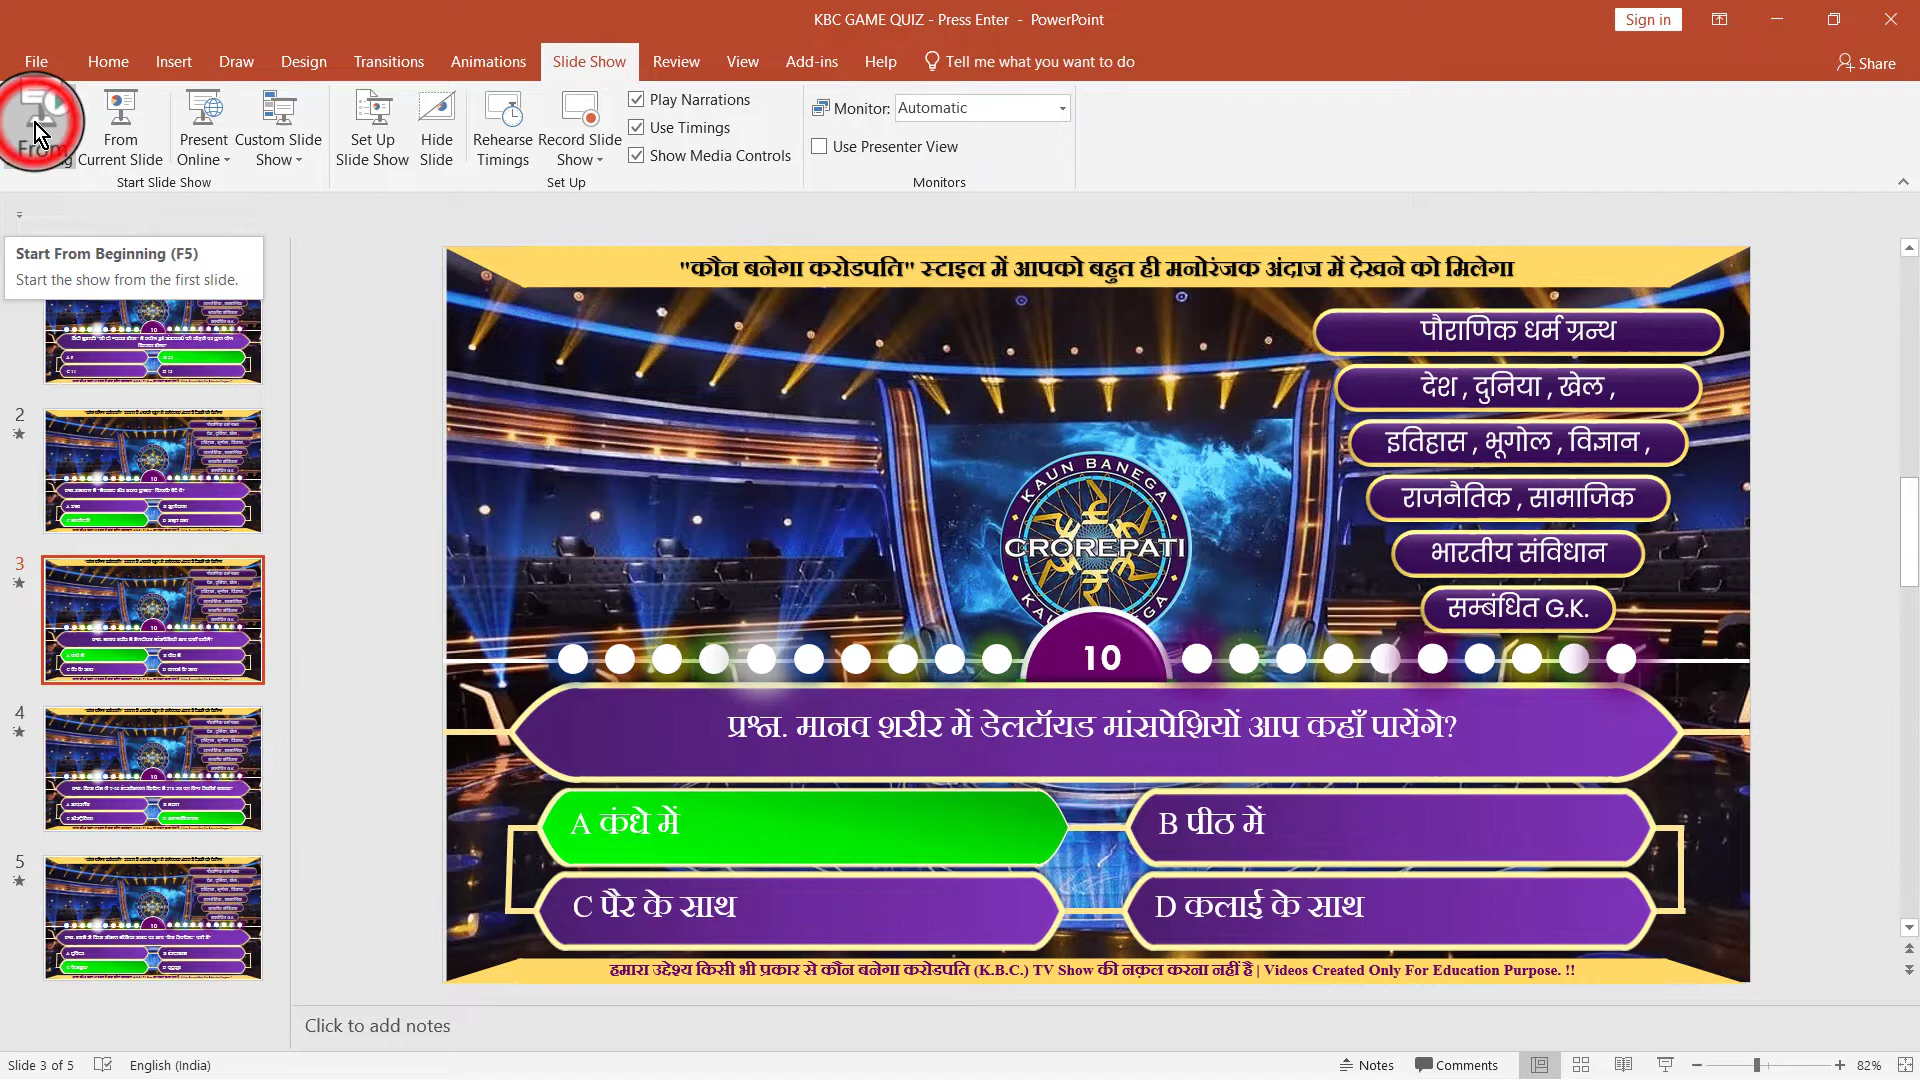 KBC GAME QUIZ - Press Enter - PowerPoint
Sign in
File Home Insert Draw Design Transitions Animations Slide Show Review View Add-ins Help Tell me what you want to do
Share
From
From Current Slide
Present Online
Custom Slide Show
Start Slide Show
Set Up Slide Show
Hide Slide
Rehearse Timings
Record Slide Show
Set Up
Play Narrations
Use Timings
Show Media Controls
Monitor: Automatic
Use Presenter View
Monitors
Start From Beginning (F5)
Start the show from the first slide.
2
3
4
5
"कौन बनेगा करोडपति" स्टाइल में आपको बहुत ही मनोरंजक अंदाज में देखने को मिलेगा
पौराणिक धर्म ग्रन्थ
देश , दुनिया , खेल ,
इतिहास , भूगोल , विज्ञान ,
राजनैतिक , सामाजिक
भारतीय संविधान
सम्बंधित G.K.
KAUN BANEGA
CROREPATI
10
प्रश्न. मानव शरीर में डेलटॉयड मांसपेशियों आप कहाँ पायेंगे?
A कंधे में
B पीठ में
C पैर के साथ
D कलाई के साथ
हमारा उद्देश्य किसी भी प्रकार से कौन बनेगा करोडपति (K.B.C.) TV Show की नक़ल करना नहीं है | Videos Created Only For Education Purpose. !!
Click to add notes
Slide 3 of 5
English (India)
Notes
Comments
82%